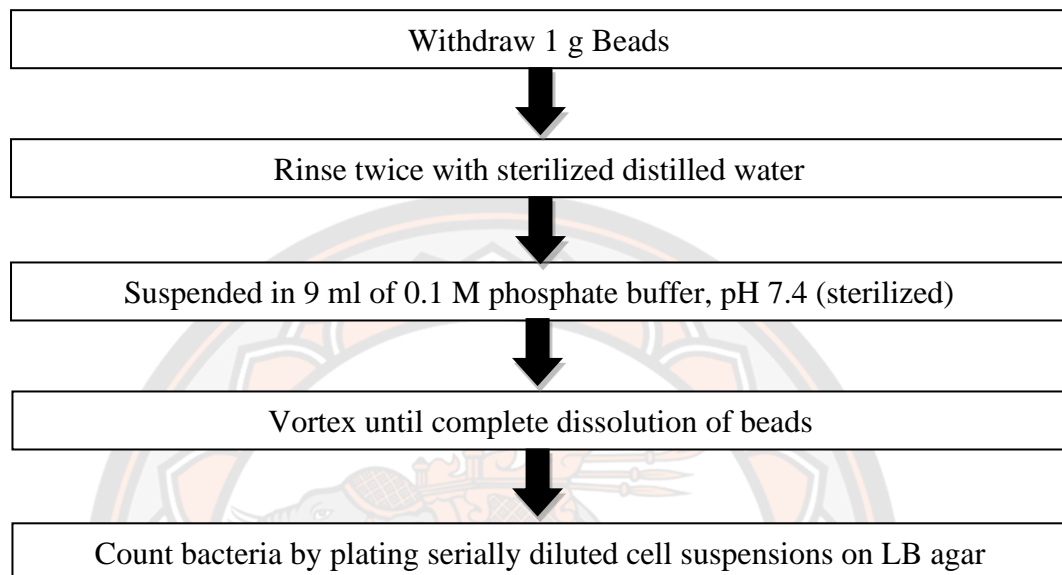 Withdraw 1 g Beads
Rinse twice with sterilized distilled water
Suspended in 9 ml of 0.1 M phosphate buffer, pH 7.4 (sterilized)
Vortex until complete dissolution of beads
Count bacteria by plating serially diluted cell suspensions on LB agar